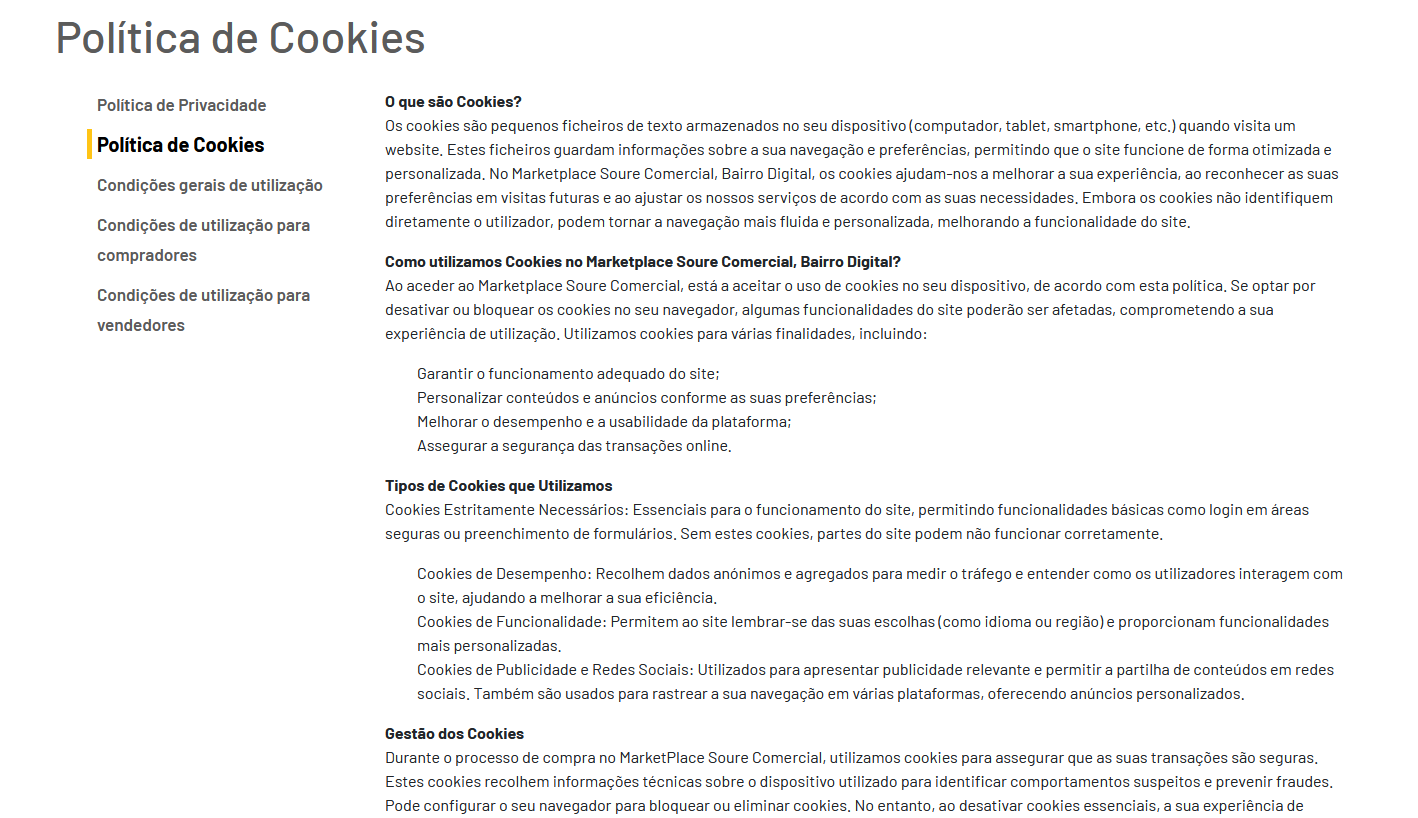 Política de Cookies
Política de Privacidade
Política de Cookies
Condições gerais de utilização
Condições de utilização para
compradores
Condições de utilização para
vendedores
O que são Cookies?
Os cookies são pequenos ficheiros de texto armazenados no seu dispositivo (computador, tablet, smartphone, etc.) quando visita um
website. Estes ficheiros guardam informações sobre a sua navegação e preferências, permitindo que o site funcione de forma otimizada e
personalizada. No Marketplace Soure Comercial, Bairro Digital, os cookies ajudam-nos a melhorar a sua experiência, ao reconhecer as suas
preferências em visitas futuras e ao ajustar os nossos serviços de acordo com as suas necessidades. Embora os cookies não identifiquem
diretamente o utilizador, podem tornar a navegação mais fluida e personalizada, melhorando a funcionalidade do site.
Como utilizamos Cookies no Marketplace Soure Comercial, Bairro Digital?
Ao aceder ao Marketplace Soure Comercial, está a aceitar o uso de cookies no seu dispositivo, de acordo com esta política. Se optar por
desativar ou bloquear os cookies no seu navegador, algumas funcionalidades do site poderão ser afetadas, comprometendo a sua
experiência de utilização. Utilizamos cookies para várias finalidades, incluindo:
Garantir o funcionamento adequado do site;
Personalizar conteúdos e anúncios conforme as suas preferências;
Melhorar o desempenho e a usabilidade da plataforma;
Assegurar a segurança das transações online.
Tipos de Cookies que Utilizamos
Cookies Estritamente Necessários: Essenciais para o funcionamento do site, permitindo funcionalidades básicas como login em áreas
seguras ou preenchimento de formulários. Sem estes cookies, partes do site podem não funcionar corretamente.
Cookies de Desempenho: Recolhem dados anónimos e agregados para medir o tráfego e entender como os utilizadores interagem com
o site, ajudando a melhorar a sua eficiência.
Cookies de Funcionalidade: Permitem ao site lembrar-se das suas escolhas (como idioma ou região) e proporcionam funcionalidades
mais personalizadas.
Cookies de Publicidade e Redes Sociais: Utilizados para apresentar publicidade relevante e permitir a partilha de conteúdos em redes
sociais. Também são usados para rastrear a sua navegação em várias plataformas, oferecendo anúncios personalizados.
Gestão dos Cookies
Durante o processo de compra no MarketPlace Soure Comercial, utilizamos cookies para assegurar que as suas transações são seguras.
Estes cookies recolhem informações técnicas sobre o dispositivo utilizado para identificar comportamentos suspeitos e prevenir fraudes.
Pode configurar o seu navegador para bloquear ou eliminar cookies. No entanto, ao desativar cookies essenciais, a sua experiência de